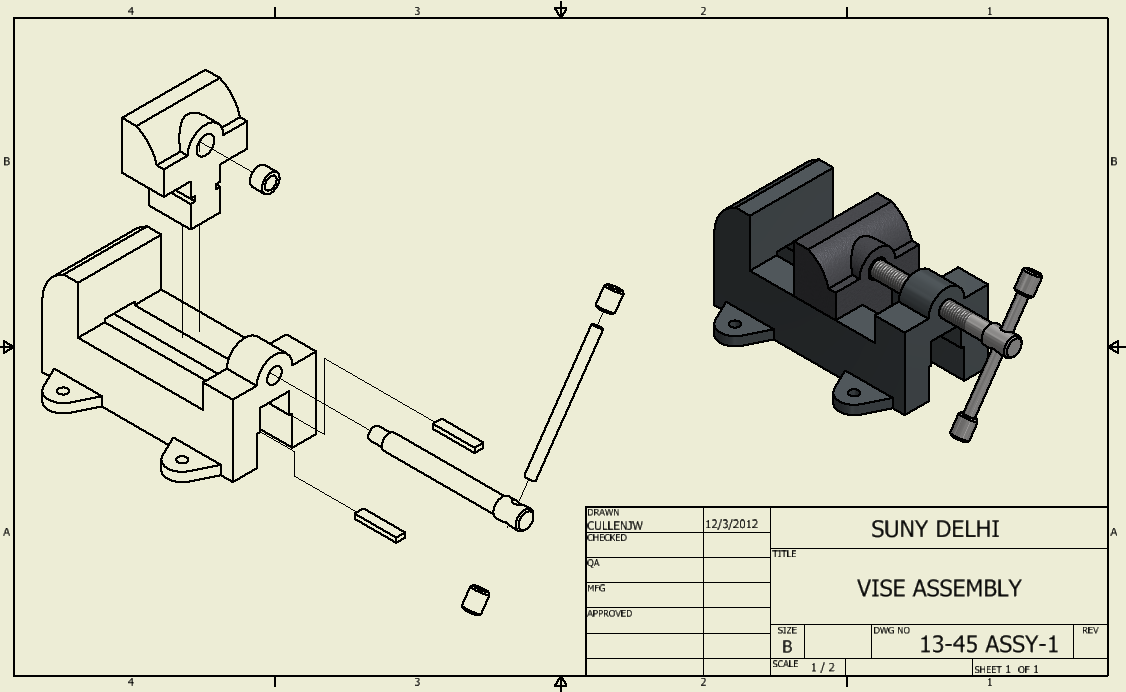 4 3 2 1
B B
A A
DRAWN
CULLENJW 12/3/2012
CHECKED
QA
MFG
APPROVED
SUNY DELHI
TITLE
VISE ASSEMBLY
SIZE
B
DWG NO
13-45 ASSY-1
REV
SCALE 1 / 2
SHEET 1 OF 1
4 3 2 1